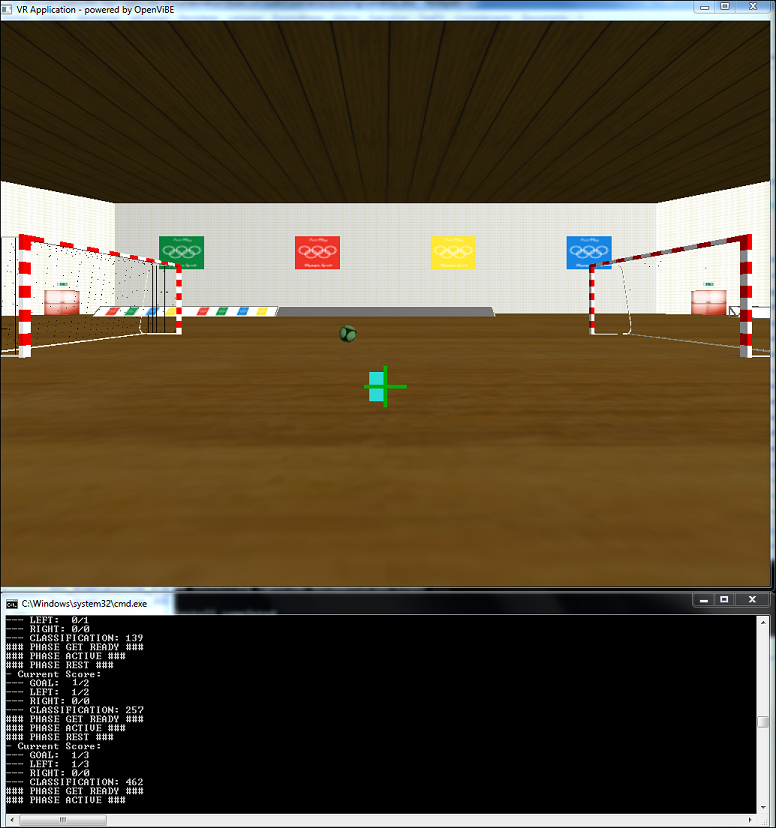 VR Application - powered by OpenViBE
C:\Windows\system32\cmd.exe
--- LEFT:  0/1
--- RIGHT: 0/0
--- CLASSIFICATION: 139
### PHASE GET READY ###
### PHASE ACTIVE ###
### PHASE REST ###
- Current Score:
--- GOAL:  1/2
--- LEFT:  1/2
--- RIGHT: 0/0
--- CLASSIFICATION: 257
### PHASE GET READY ###
### PHASE ACTIVE ###
### PHASE REST ###
- Current Score:
--- GOAL:  1/3
--- LEFT:  1/3
--- RIGHT: 0/0
--- CLASSIFICATION: 462
### PHASE GET READY ###
### PHASE ACTIVE ###